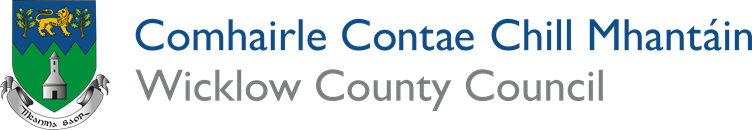 Comhairle Contae Chill Mhantáin
Wicklow County Council
Meanma Saor